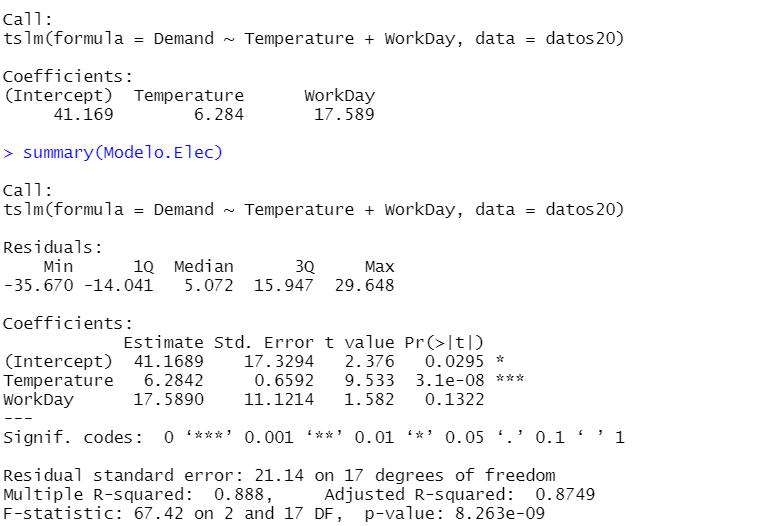 Call:
tslm(formula = Demand ~ Temperature + WorkDay, data = datos20)
Coefficients:
(Intercept)  Temperature      WorkDay
     41.169        6.284       17.589
> summary(Modelo.Elec)
Call:
tslm(formula = Demand ~ Temperature + WorkDay, data = datos20)
Residuals:
    Min      1Q  Median      3Q     Max
-35.670 -14.041   5.072  15.947  29.648
Coefficients:
            Estimate Std. Error t value Pr(>|t|)
(Intercept)  41.1689    17.3294   2.376   0.0295 *
Temperature   6.2842     0.6592   9.533  3.1e-08 ***
WorkDay      17.5890    11.1214   1.582   0.1322
---
Signif. codes:  0 ‘***’ 0.001 ‘**’ 0.01 ‘*’ 0.05 ‘.’ 0.1 ‘ ’ 1
Residual standard error: 21.14 on 17 degrees of freedom
Multiple R-squared:  0.888,     Adjusted R-squared:  0.8749
F-statistic: 67.42 on 2 and 17 DF,  p-value: 8.263e-09